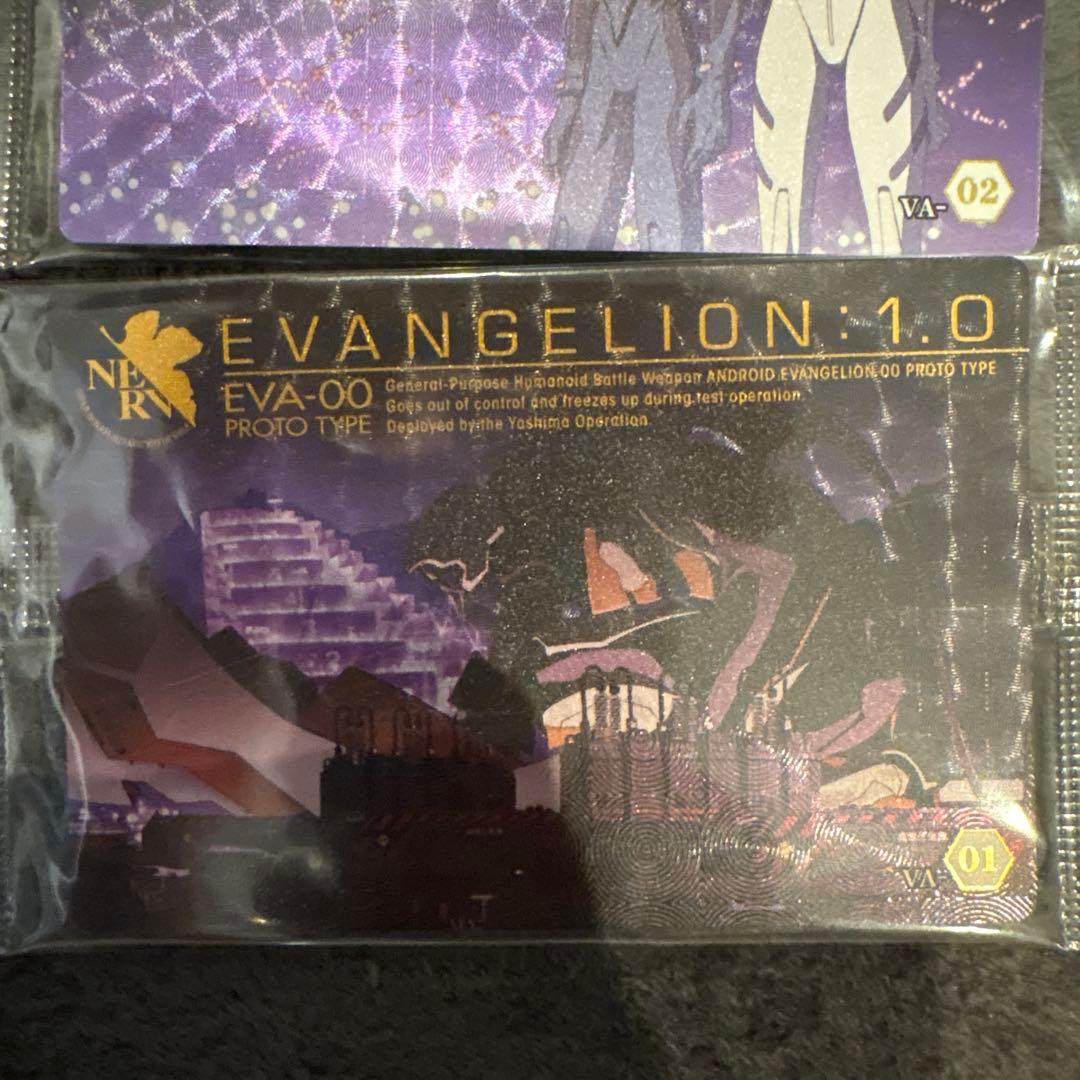 VA-02
NERV
EVANGELION:1.0
EVA-00
PROTO TYPE
General-Purpose Humanoid Battle Weapon ANDROID EVANGELION 00 PROTO TYPE
Goes out of control and freezes up during test operation
Deployed by the Yashima Operation
VA-01